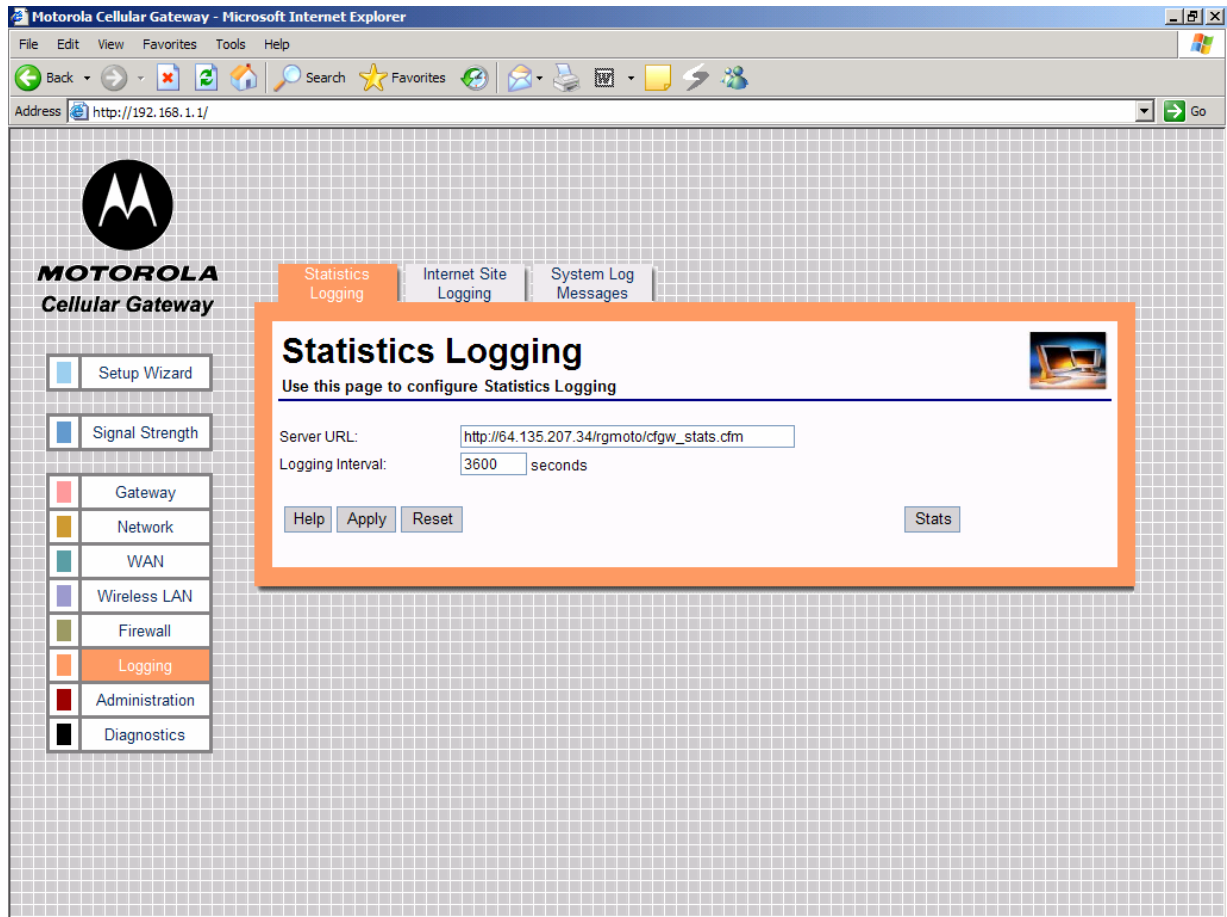 Motorola Cellular Gateway - Microsoft Internet Explorer
File Edit View Favorites Tools Help
Back Search Favorites
Address http://192.168.1.1/ Go
MOTOROLA
Cellular Gateway
Statistics Logging
Internet Site Logging
System Log Messages
Setup Wizard
Signal Strength
Gateway
Network
WAN
Wireless LAN
Firewall
Logging
Administration
Diagnostics
Statistics Logging
Use this page to configure Statistics Logging
Server URL: http://64.135.207.34/rgmoto/cfgw_stats.cfm
Logging Interval: 3600 seconds
Help Apply Reset Stats